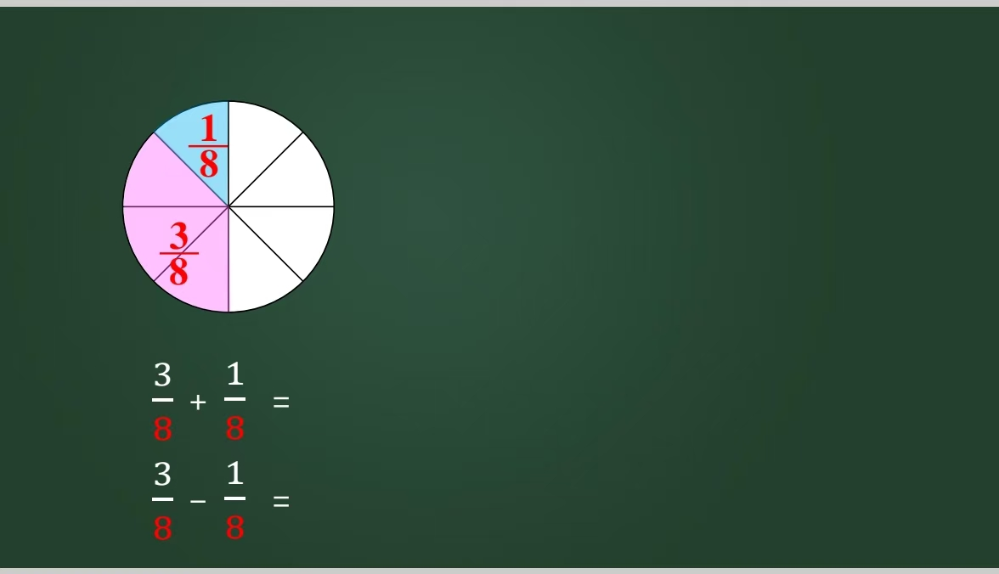 1/8
3/8
3/8 + 1/8 =
3/8 − 1/8 =